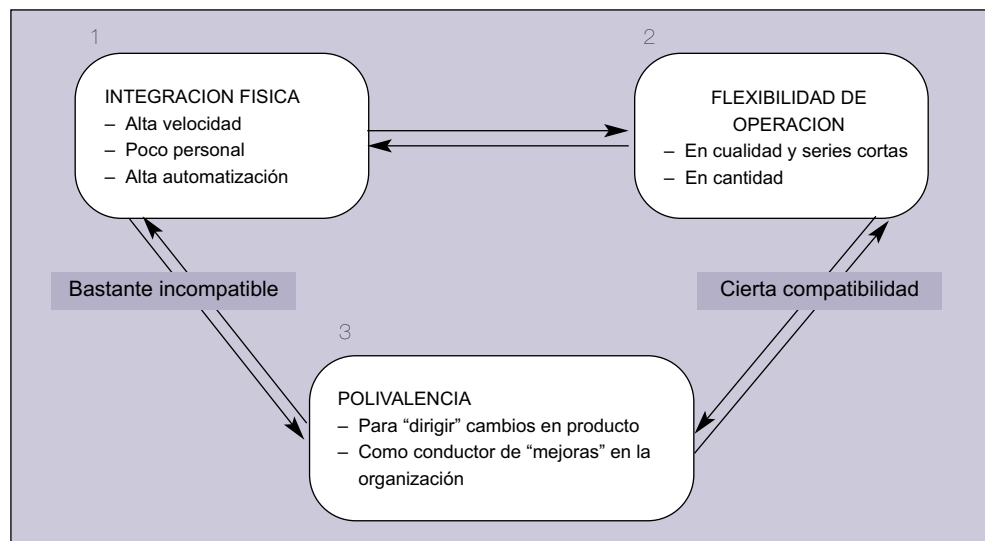 1
INTEGRACION FISICA
– Alta velocidad
– Poco personal
– Alta automatización
2
FLEXIBILIDAD DE
OPERACION
– En cualidad y series cortas
– En cantidad
Bastante incompatible
Cierta compatibilidad
3
POLIVALENCIA
– Para “dirigir” cambios en producto
– Como conductor de “mejoras” en la
organización